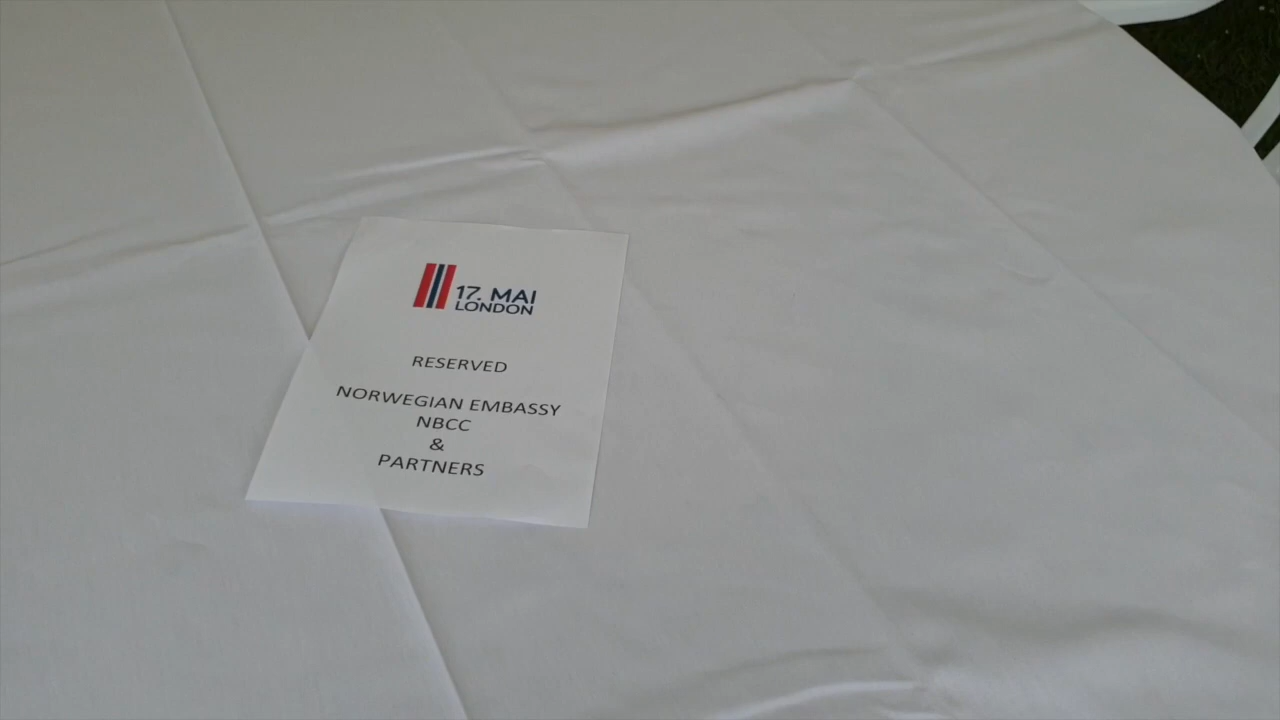 17. MAI
LONDON
RESERVED
NORWEGIAN EMBASSY
NBCC
&
PARTNERS